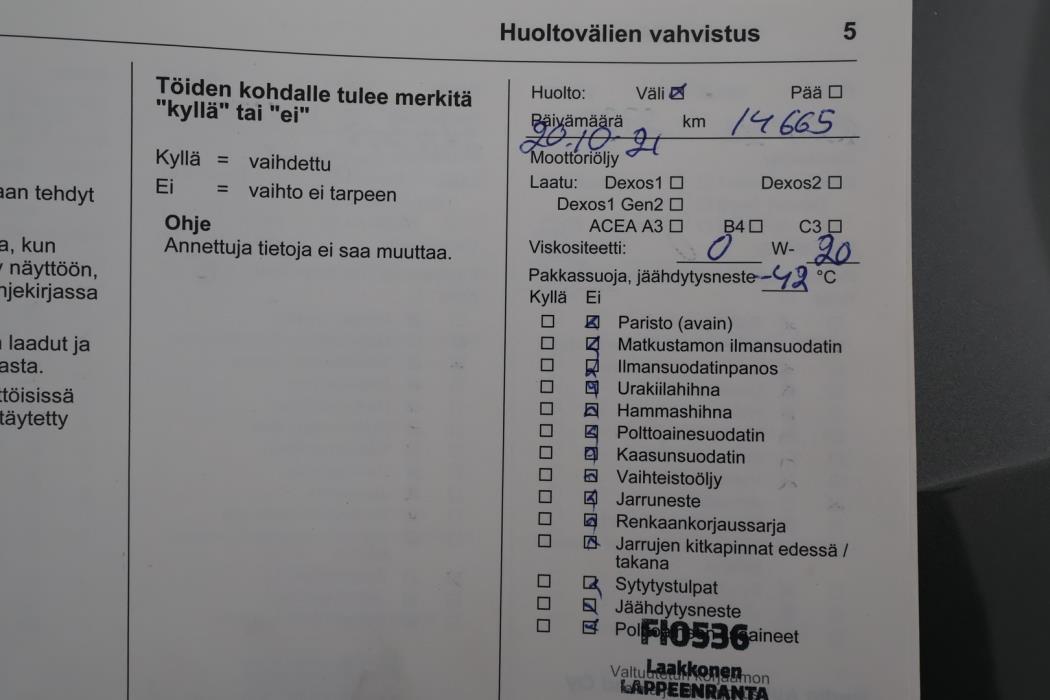 Huoltovälien vahvistus 5
aan tehdyt
a, kun
näyttöön,
njekirjassa
laadut ja
asta.
ttöisissä
täytetty
Töiden kohdalle tulee merkitä
"kyllä" tai "ei"
Kyllä = vaihdettu
Ei = vaihto ei tarpeen
Ohje
Annettuja tietoja ei saa muuttaa.
Huolto: Väli ☒ Pää ☐
Päivämäärä km 14665
20.10-21
Moottoriöljy
Laatu: Dexos1 ☐ Dexos2 ☐
Dexos1 Gen2 ☐
ACEA A3 ☐ B4 ☐ C3 ☐
Viskositeetti: 0 W- 20
Pakkassuoja, jäähdytysneste -42 °C
Kyllä Ei
☐ ☒ Paristo (avain)
☐ ☒ Matkustamon ilmansuodatin
☐ ☒ Ilmansuodatinpanos
☐ ☒ Urakiilahihna
☐ ☒ Hammashihna
☐ ☒ Polttoainesuodatin
☐ ☒ Kaasunsuodatin
☐ ☒ Vaihteistoöljy
☐ ☒ Jarruneste
☐ ☒ Renkaankorjaussarja
☐ ☒ Jarrujen kitkapinnat edessä /
takana
☐ ☒ Sytytystulpat
☐ ☒ Jäähdytysneste
☐ ☒ aineet
FI0536
Laakkonen
LAPPEENRANTA